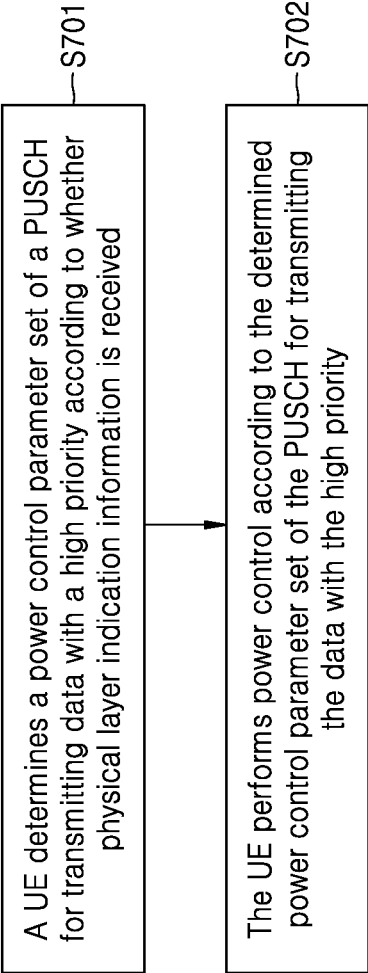 A UE determines a power control parameter set of a PUSCH
for transmitting data with a high priority according to whether
physical layer indication information is received
S701
The UE performs power control according to the determined
power control parameter set of the PUSCH for transmitting
the data with the high priority
S702